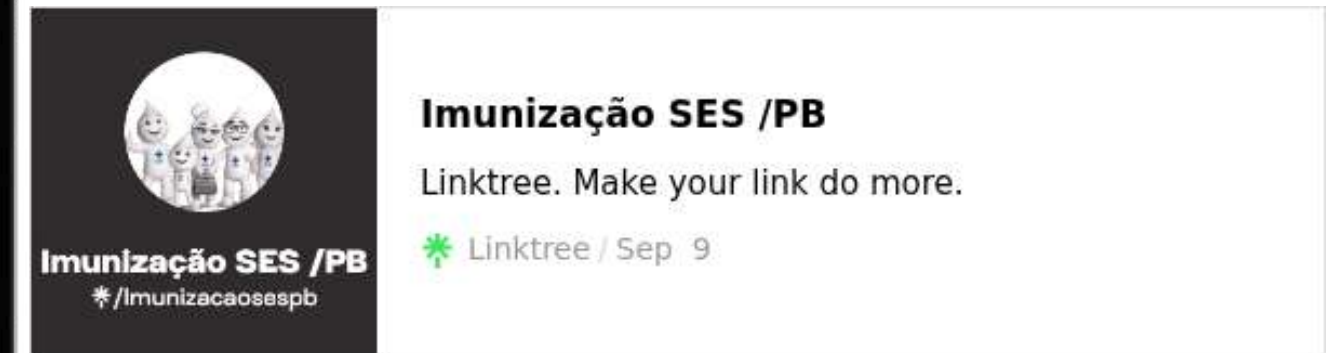 Imunização SES /PB
/Imunizacaosespb
Imunização SES /PB
Linktree. Make your link do more.
Linktree / Sep 9